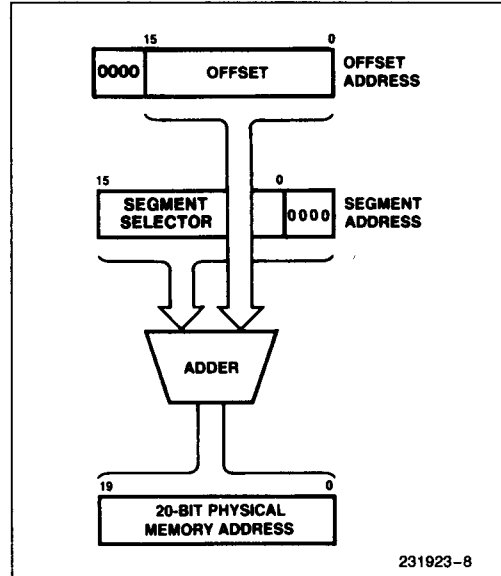 15 0
0000 OFFSET OFFSET ADDRESS
15 0
SEGMENT SELECTOR 0000 SEGMENT ADDRESS
ADDER
19 0
20-BIT PHYSICAL
MEMORY ADDRESS
231923-8